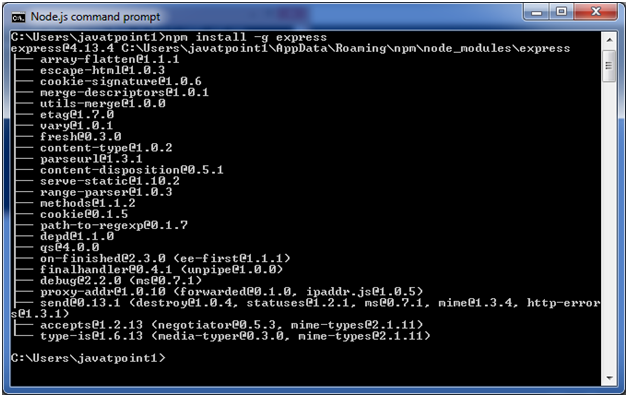 Node.js command prompt
C:\Users\javatpoint1>npm install -g express
express@4.13.4 C:\Users\javatpoint1\AppData\Roaming\npm\node_modules\express
├── array-flatten@1.1.1
├── escape-html@1.0.3
├── cookie-signature@1.0.6
├── merge-descriptors@1.0.1
├── utils-merge@1.0.0
├── etag@1.7.0
├── vary@1.0.1
├── fresh@0.3.0
├── content-type@1.0.2
├── parseurl@1.3.1
├── content-disposition@0.5.1
├── serve-static@1.10.2
├── range-parser@1.0.3
├── methods@1.1.2
├── cookie@0.1.5
├── path-to-regexp@0.1.7
├── depd@1.1.0
├── qs@4.0.0
├── on-finished@2.3.0 (ee-first@1.1.1)
├── finalhandler@0.4.1 (unpipe@1.0.0)
├── debug@2.2.0 (ms@0.7.1)
├── proxy-addr@1.0.10 (forwarded@0.1.0, ipaddr.js@1.0.5)
├── send@0.13.1 (destroy@1.0.4, statuses@1.2.1, ms@0.7.1, mime@1.3.4, http-error
s@1.3.1)
├── accepts@1.2.13 (negotiator@0.5.3, mime-types@2.1.11)
└── type-is@1.6.13 (media-typer@0.3.0, mime-types@2.1.11)
C:\Users\javatpoint1>